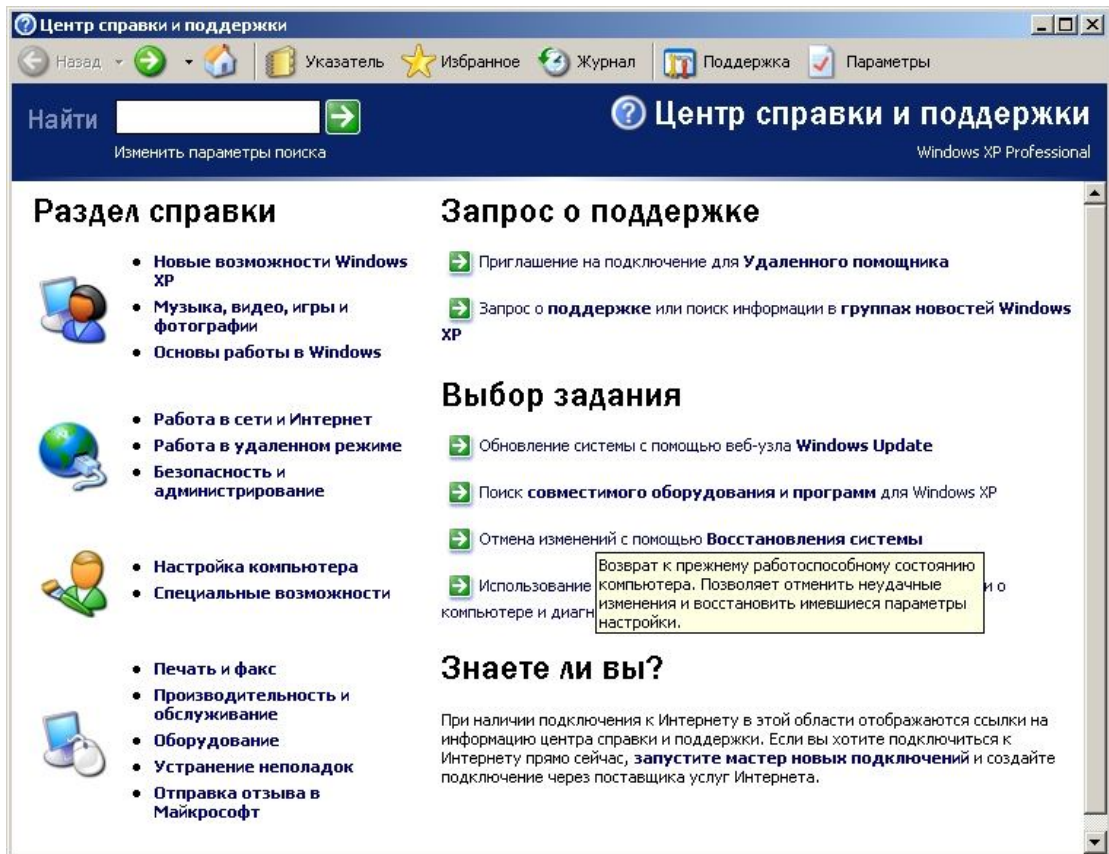 Центр справки и поддержки
Назад
Указатель
Избранное
Журнал
Поддержка
Параметры
Найти
Изменить параметры поиска
Центр справки и поддержки
Windows XP Professional
Раздел справки
Новые возможности Windows
XP
Музыка, видео, игры и
фотографии
Основы работы в Windows
Работа в сети и Интернет
Работа в удаленном режиме
Безопасность и
администрирование
Настройка компьютера
Специальные возможности
Печать и факс
Производительность и
обслуживание
Оборудование
Устранение неполадок
Отправка отзыва в
Майкрософт
Запрос о поддержке
Приглашение на подключение для Удаленного помощника
Запрос о поддержке или поиск информации в группах новостей Windows
XP
Выбор задания
Обновление системы с помощью веб-узла Windows Update
Поиск совместимого оборудования и программ для Windows XP
Отмена изменений с помощью Восстановления системы
Использование и о
компьютере и
Возврат к прежнему работоспособному состоянию
компьютера. Позволяет отменить неудачные
изменения и восстановить имевшиеся параметры
настройки.
Знаете ли вы?
При наличии подключения к Интернету в этой области отображаются ссылки на
информацию центра справки и поддержки. Если вы хотите подключиться к
Интернету прямо сейчас, запустите мастер новых подключений и создайте
подключение через поставщика услуг Интернета.